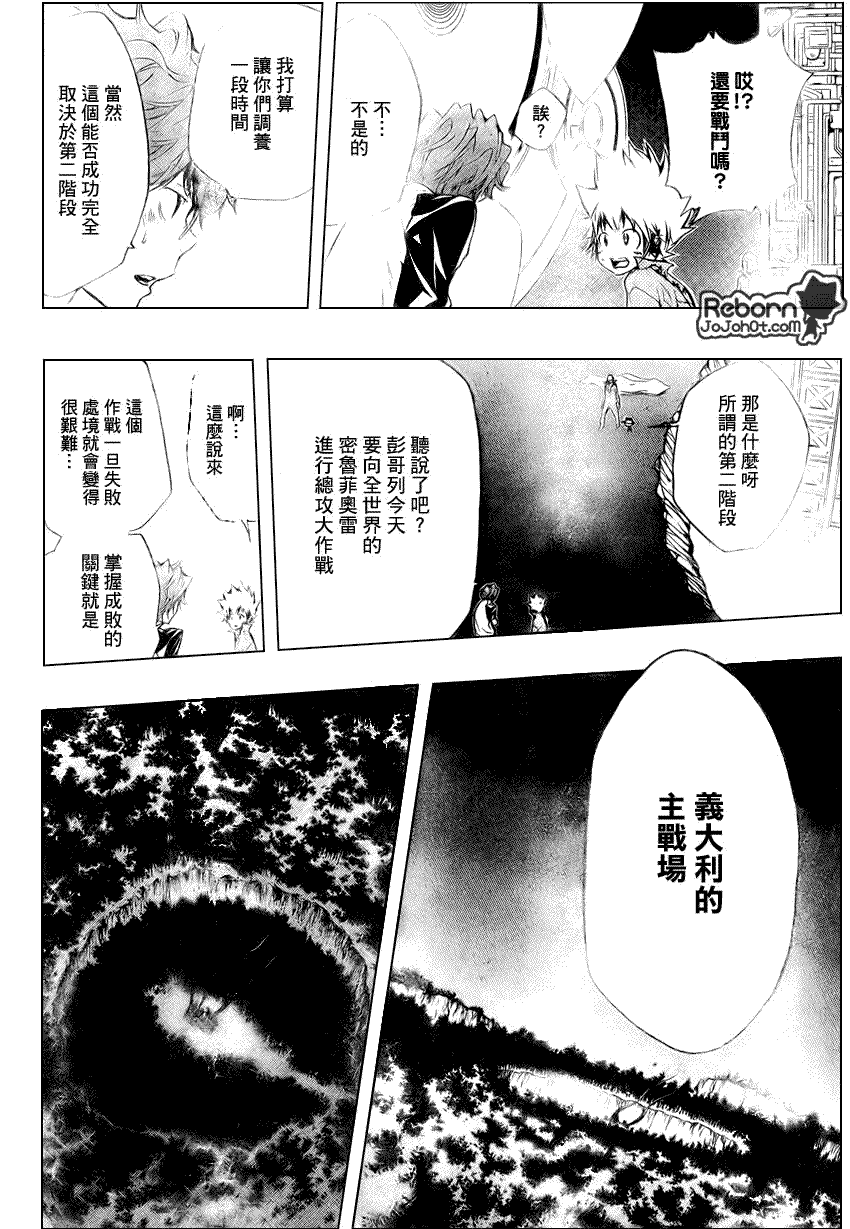 哎!?
還要戰鬥嗎?
誒?
不…
不是的
我打算
讓你們調養
一段時間
當然
這個能否成功完全
取決於第二階段
Reborn
JoJoHot.com
那是什麼呀
所謂的第二階段
聽說了吧?
彭哥列今天
要向全世界的
密魯菲奧雷
進行總攻大作戰
啊…
這麼說來
這個
作戰一旦失敗
處境就會變得
很艱難…
掌握成敗的
關鍵就是
義大利的
主戰場